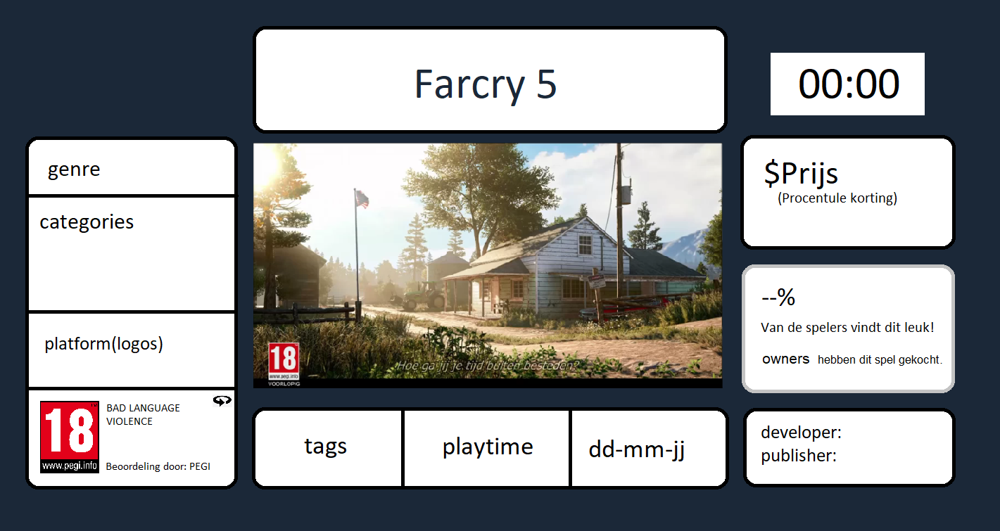 Farcry 5
00:00
genre
categories
platform(logos)
18
www.pegi.info
BAD LANGUAGE
VIOLENCE
Beoordeling door: PEGI
18
www.pegi.info
VOORLOPIG
Hoe ga jij je tijd buiten besteden?
tags
playtime
dd-mm-jj
$Prijs
(Procentule korting)
--%
Van de spelers vindt dit leuk!
owners hebben dit spel gekocht.
developer:
publisher: